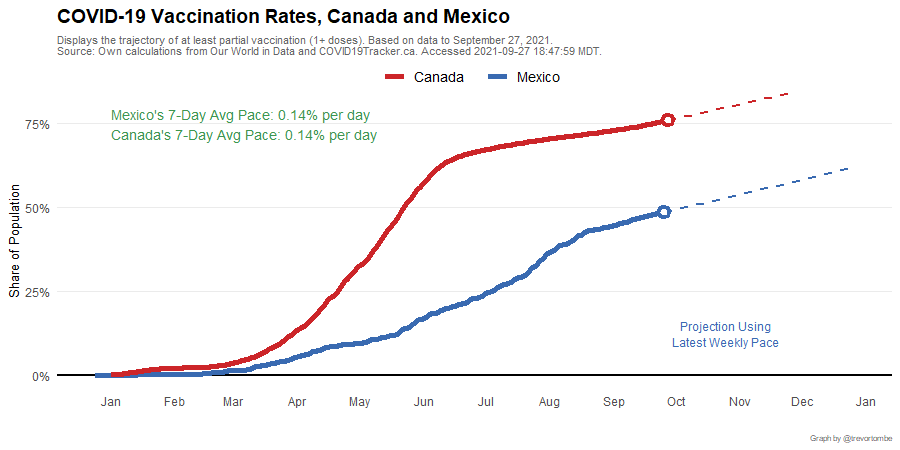 COVID-19 Vaccination Rates, Canada and Mexico
Displays the trajectory of at least partial vaccination (1+ doses). Based on data to September 27, 2021.
Source: Own calculations from Our World in Data and COVID19Tracker.ca. Accessed 2021-09-27 18:47:59 MDT.
Canada Mexico
Mexico's 7-Day Avg Pace: 0.14% per day
Canada's 7-Day Avg Pace: 0.14% per day
75%
50%
25%
0%
Share of Population
Projection Using
Latest Weekly Pace
Jan Feb Mar Apr May Jun Jul Aug Sep Oct Nov Dec Jan
Graph by @trevortombe